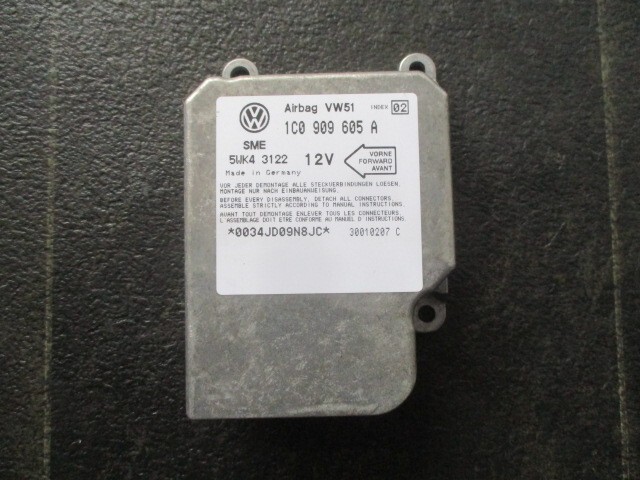 Airbag VW51 INDEX 02
1C0 909 605 A
SME
5WK4 3122 12V
VORNE
FORWARD
AVANT
Made in Germany
VOR JEDER DEMONTAGE ALLE STECKVERBINDUNGEN LOESEN.
MONTAGE NUR NACH EINBAUANWEISUNG.
BEFORE EVERY DISASSEMBLY, DETACH ALL CONNECTORS.
ASSEMBLE STRICTLY ACCORDING TO MANUAL INSTRUCTIONS.
AVANT TOUT DEMONTAGE ENLEVER TOUS LES CONNECTEURS.
L'ASSEMBLAGE DOIT ETRE CONFORME AU MANUEL D'INSTRUCTIONS
*0034JD09N8JC* 30010207 C